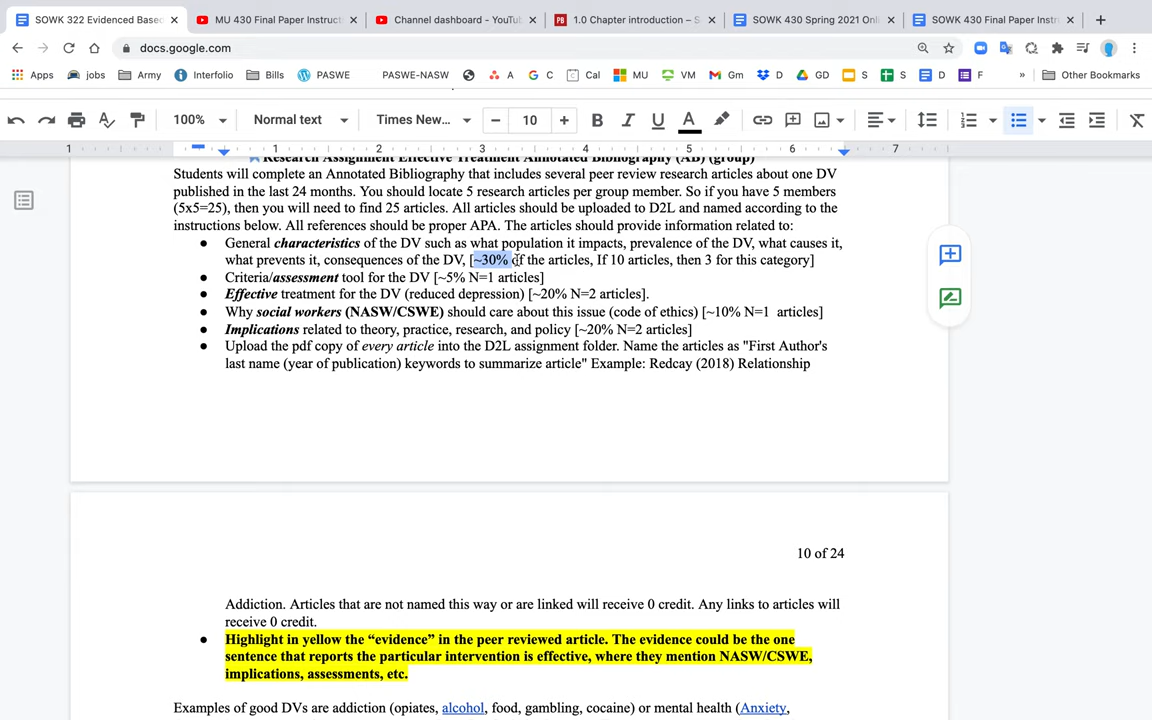 SOWK 322 Evidenced Based
MU 430 Final Paper Instruct
Channel dashboard - YouTu
1.0 Chapter introduction – S
SOWK 430 Spring 2021 Onl
SOWK 430 Final Paper Instr
docs.google.com
Apps jobs Army Interfolio Bills PASWE PASWE-NASW A C Cal MU VM Gm GD S S D F » Other Bookmarks
100% Normal text Times New... 10
1 1 2 3 4 5 6 7
Research Assignment Effective Treatment Annotated Bibliography (AB) (group)
Students will complete an Annotated Bibliography that includes several peer review research articles about one DV
published in the last 24 months. You should locate 5 research articles per group member. So if you have 5 members
(5x5=25), then you will need to find 25 articles. All articles should be uploaded to D2L and named according to the
instructions below. All references should be proper APA. The articles should provide information related to:
● General characteristics of the DV such as what population it impacts, prevalence of the DV, what causes it,
what prevents it, consequences of the DV, [~30% of the articles, If 10 articles, then 3 for this category]
● Criteria/assessment tool for the DV [~5% N=1 articles]
● Effective treatment for the DV (reduced depression) [~20% N=2 articles].
● Why social workers (NASW/CSWE) should care about this issue (code of ethics) [~10% N=1 articles]
● Implications related to theory, practice, research, and policy [~20% N=2 articles]
● Upload the pdf copy of every article into the D2L assignment folder. Name the articles as "First Author's
last name (year of publication) keywords to summarize article" Example: Redcay (2018) Relationship
10 of 24
Addiction. Articles that are not named this way or are linked will receive 0 credit. Any links to articles will
receive 0 credit.
● Highlight in yellow the “evidence” in the peer reviewed article. The evidence could be the one
sentence that reports the particular intervention is effective, where they mention NASW/CSWE,
implications, assessments, etc.
Examples of good DVs are addiction (opiates, alcohol, food, gambling, cocaine) or mental health (Anxiety,